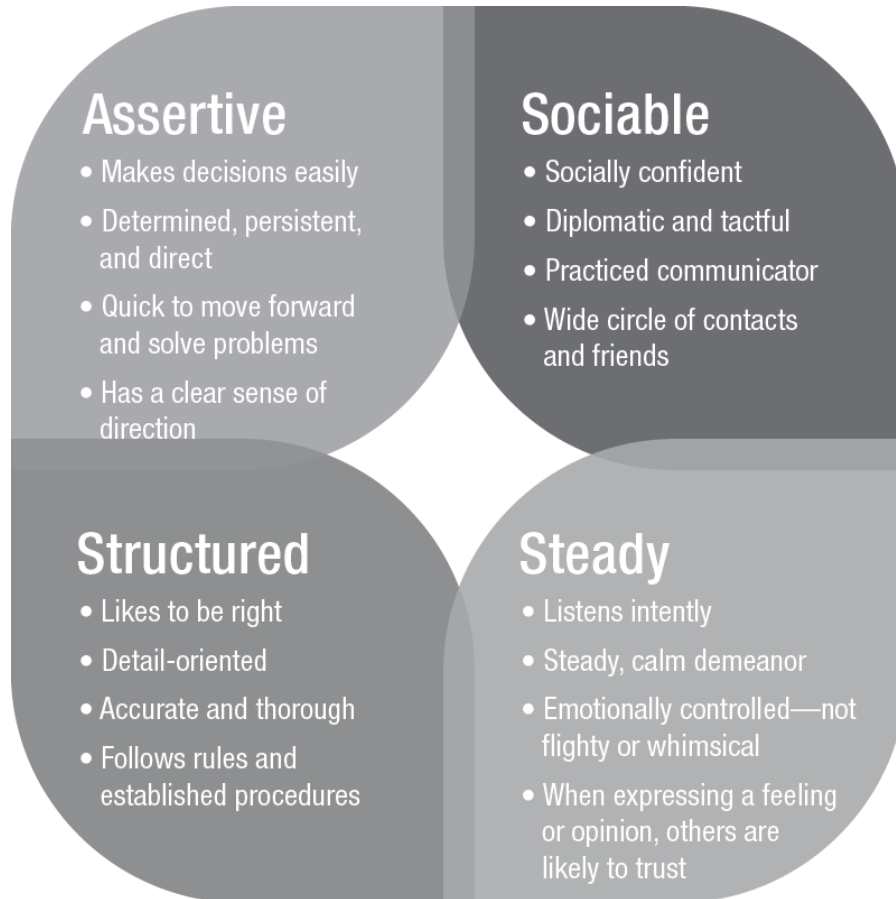 Assertive
• Makes decisions easily
• Determined, persistent,
and direct
• Quick to move forward
and solve problems
• Has a clear sense of
direction
Sociable
• Socially confident
• Diplomatic and tactful
• Practiced communicator
• Wide circle of contacts
and friends
Structured
• Likes to be right
• Detail-oriented
• Accurate and thorough
• Follows rules and
established procedures
Steady
• Listens intently
• Steady, calm demeanor
• Emotionally controlled—not
flighty or whimsical
• When expressing a feeling
or opinion, others are
likely to trust